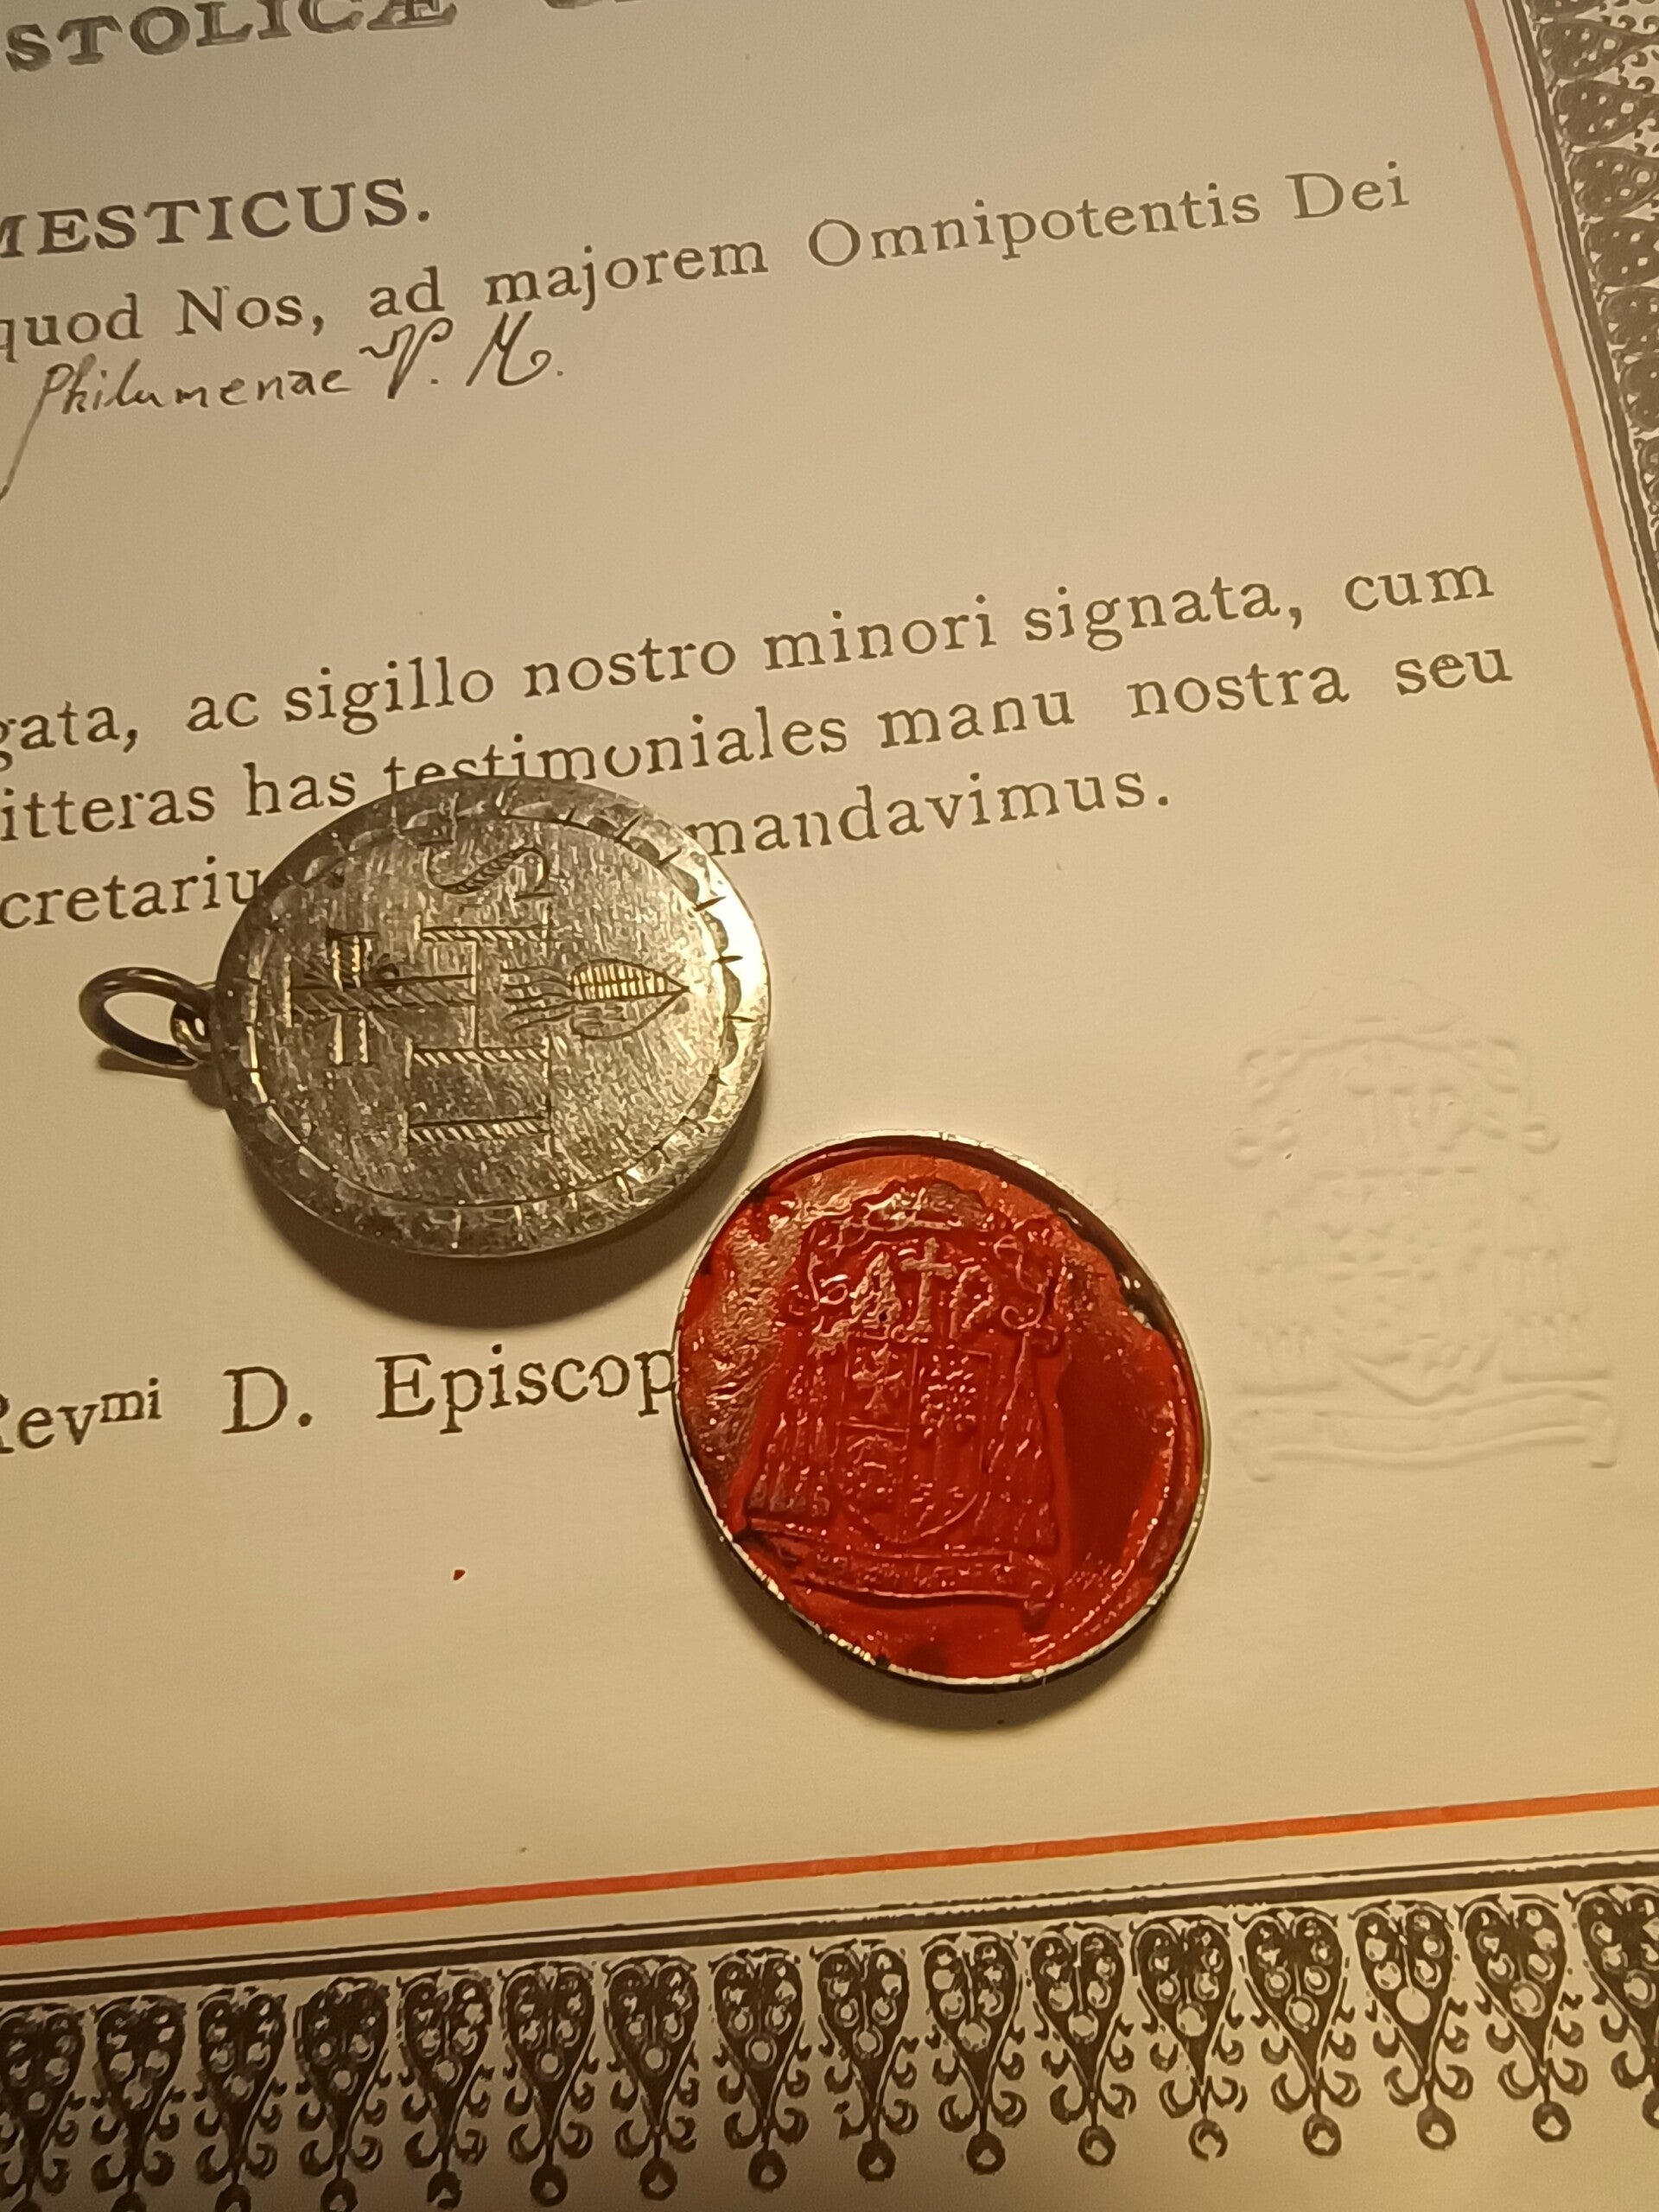 STOLICÆ
MESTICUS.
quod Nos, ad majorem Omnipotentis Dei
Philumenae V. M.
gata, ac sigillo nostro minori signata, cum
itteras has testimoniales manu nostra seu
cretariu mandavimus.
IHS
Revmi D. Episcop